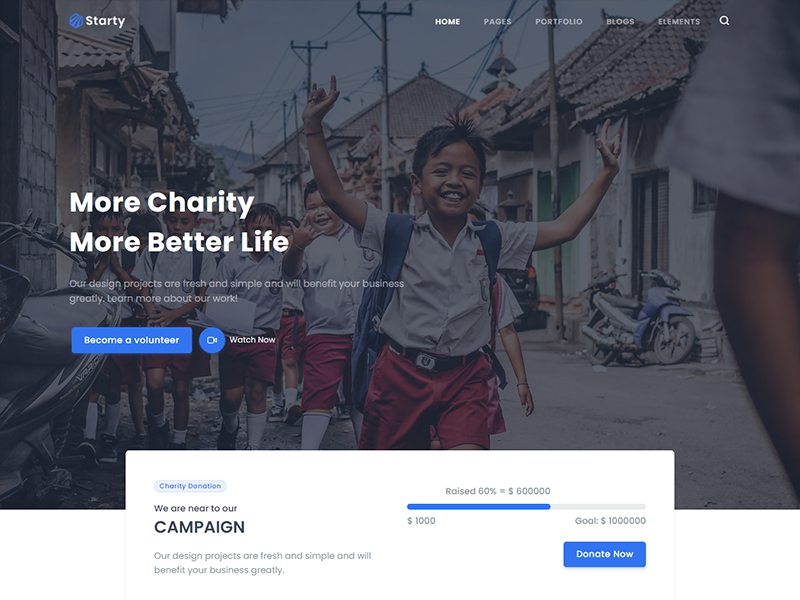 Starty
HOME
PAGES
PORTFOLIO
BLOGS
ELEMENTS
More Charity
More Better Life
Our design projects are fresh and simple and will benefit your business
greatly. Learn more about our work!
Become a volunteer
Watch Now
Charity Donation
We are near to our
CAMPAIGN
Our design projects are fresh and simple and will
benefit your business greatly.
Raised 60% = $ 600000
$ 1000
Goal: $ 1000000
Donate Now